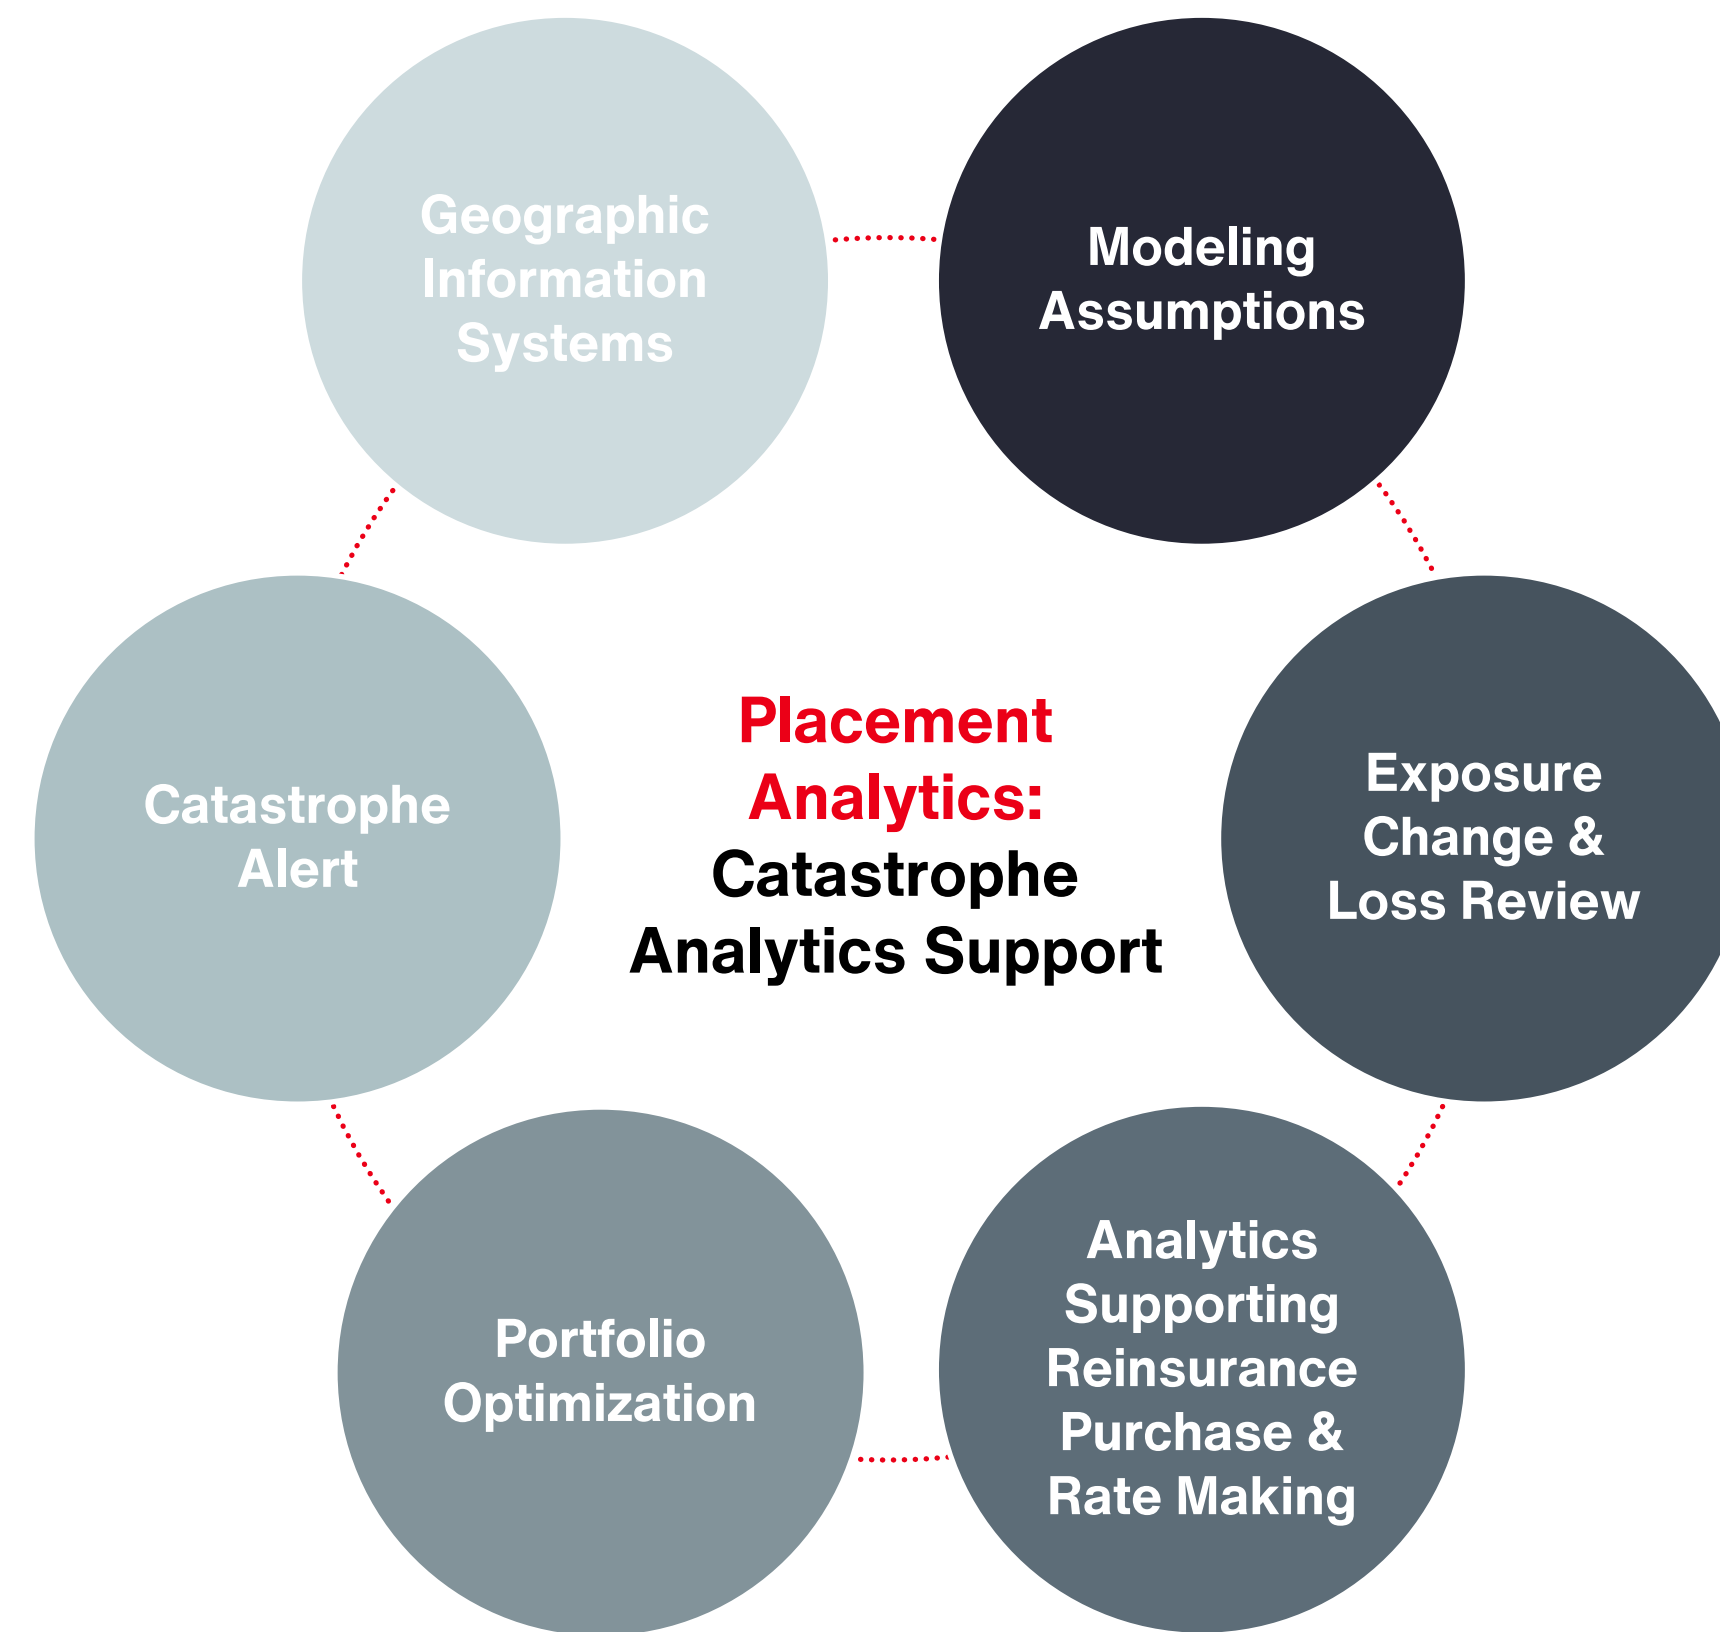 Geographic
Information
Systems
Modeling
Assumptions
Placement
Analytics:
Catastrophe
Analytics Support
Exposure
Change &
Loss Review
Catastrophe
Alert
Portfolio
Optimization
Analytics
Supporting
Reinsurance
Purchase &
Rate Making